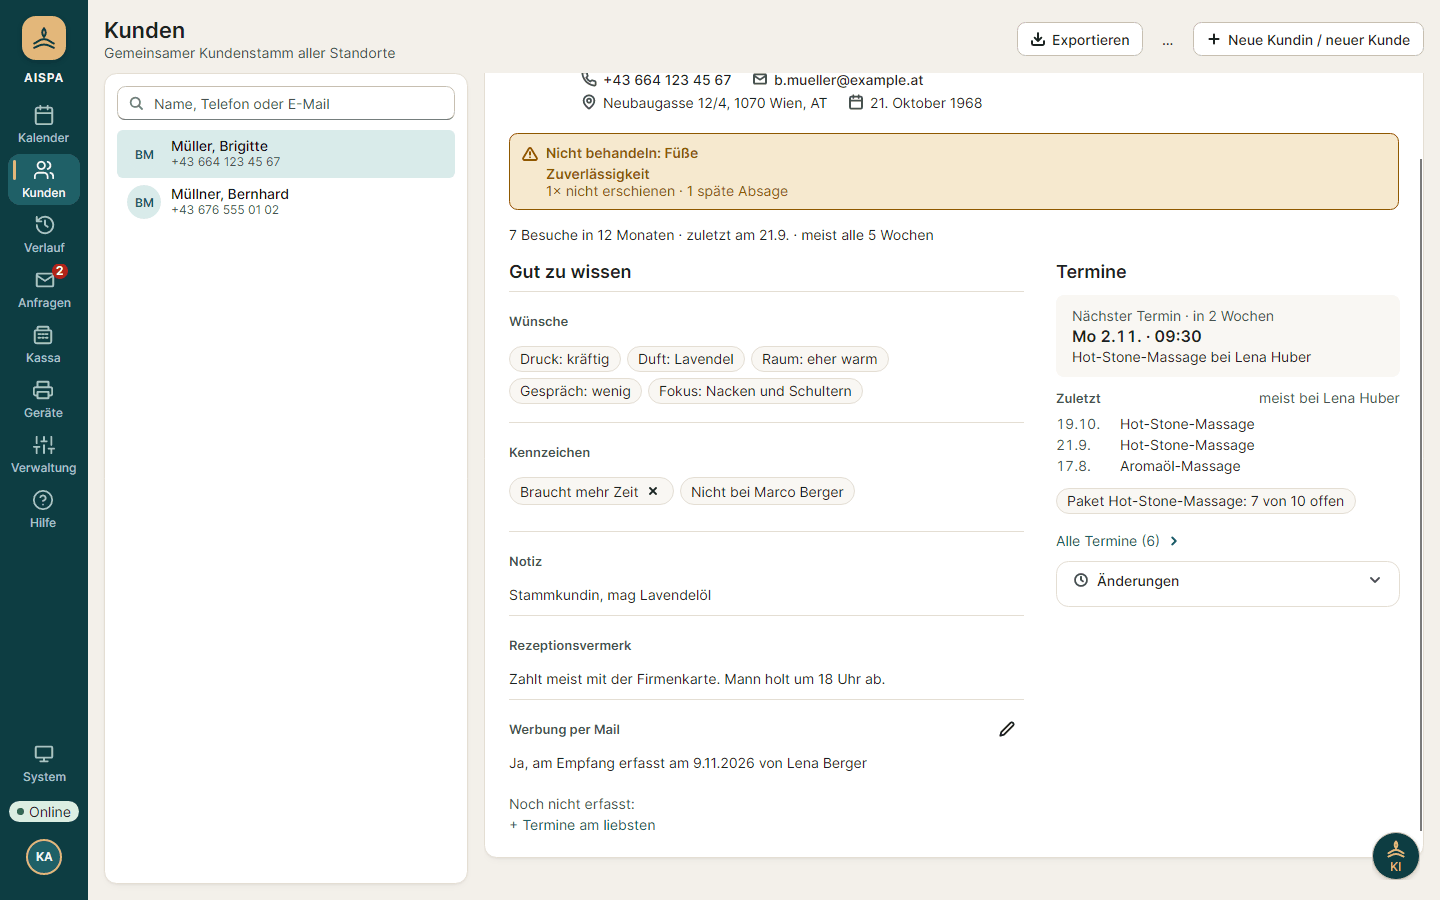 AISPA
Kalender
Kunden
Verlauf
2
Anfragen
Kassa
Geräte
Verwaltung
Hilfe
System
Online
KA
Kunden
Gemeinsamer Kundenstamm aller Standorte
Exportieren
...
Neue Kundin / neuer Kunde
Name, Telefon oder E-Mail
BM
Müller, Brigitte
+43 664 123 45 67
BM
Müllner, Bernhard
+43 676 555 01 02
+43 664 123 45 67 b.mueller@example.at
Neubaugasse 12/4, 1070 Wien, AT 21. Oktober 1968
Nicht behandeln: Füße
Zuverlässigkeit
1× nicht erschienen · 1 späte Absage
7 Besuche in 12 Monaten · zuletzt am 21.9. · meist alle 5 Wochen
Gut zu wissen
Wünsche
Druck: kräftig Duft: Lavendel Raum: eher warm
Gespräch: wenig Fokus: Nacken und Schultern
Kennzeichen
Braucht mehr Zeit × Nicht bei Marco Berger
Notiz
Stammkundin, mag Lavendelöl
Rezeptionsvermerk
Zahlt meist mit der Firmenkarte. Mann holt um 18 Uhr ab.
Werbung per Mail
Ja, am Empfang erfasst am 9.11.2026 von Lena Berger
Noch nicht erfasst:
+ Termine am liebsten
Termine
Nächster Termin · in 2 Wochen
Mo 2.11. · 09:30
Hot-Stone-Massage bei Lena Huber
Zuletzt meist bei Lena Huber
19.10. Hot-Stone-Massage
21.9. Hot-Stone-Massage
17.8. Aromaöl-Massage
Paket Hot-Stone-Massage: 7 von 10 offen
Alle Termine (6)
Änderungen
KI